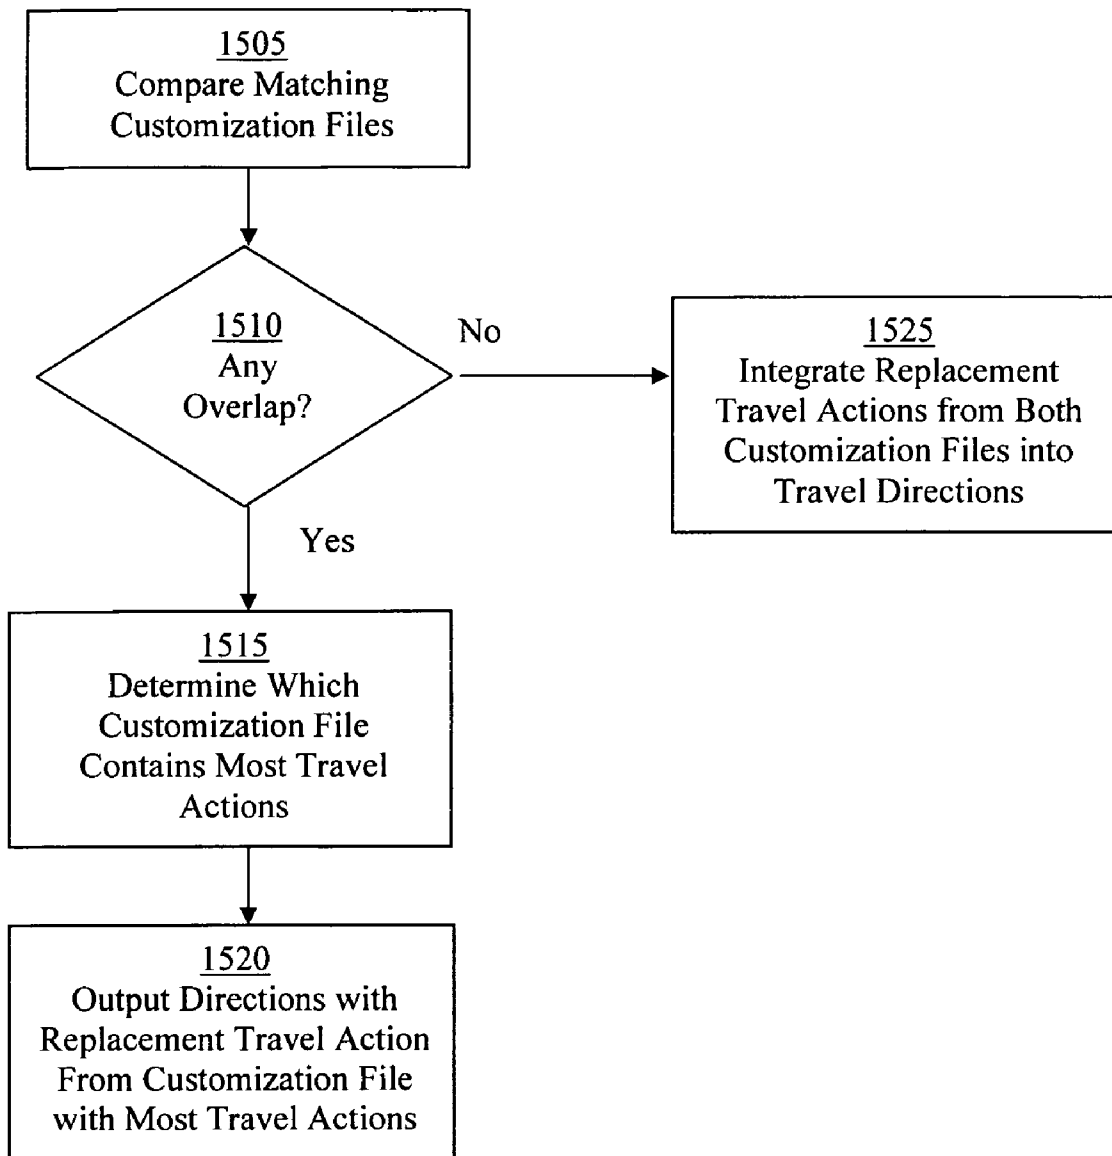 1505
Compare Matching
Customization Files
1510
Any
Overlap?
No
1525
Integrate Replacement
Travel Actions from Both
Customization Files into
Travel Directions
Yes
1515
Determine Which
Customization File
Contains Most Travel
Actions
1520
Output Directions with
Replacement Travel Action
From Customization File
with Most Travel Actions